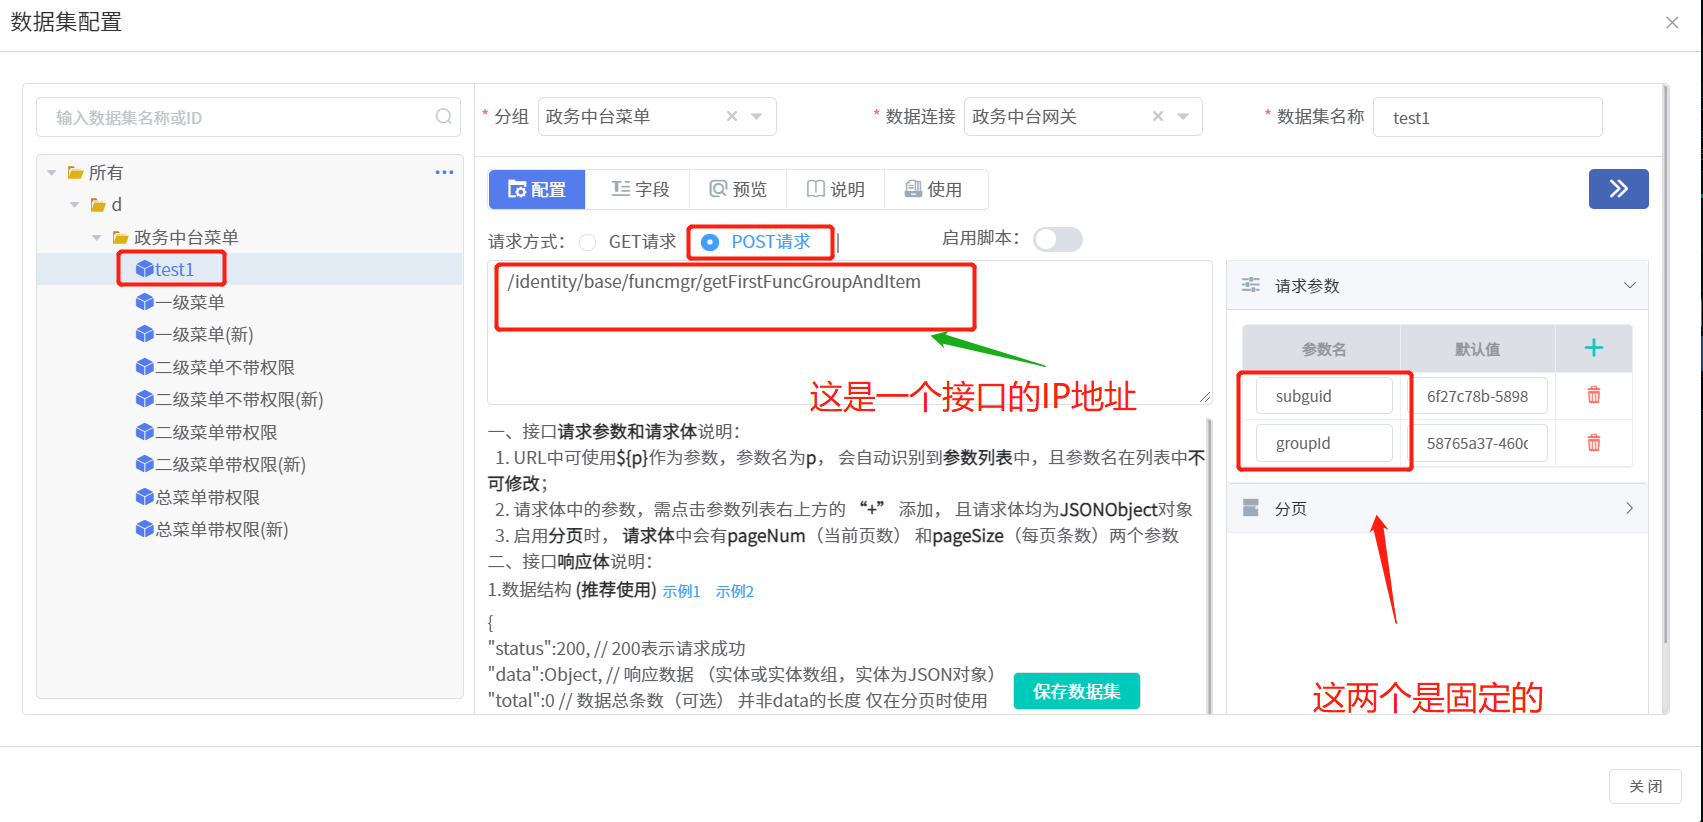 数据集配置
输入数据集名称或ID
* 分组 政务中台菜单
* 数据连接 政务中台网关
* 数据集名称 test1
所有
d
政务中台菜单
test1
一级菜单
一级菜单(新)
二级菜单不带权限
二级菜单不带权限(新)
二级菜单带权限
二级菜单带权限(新)
总菜单带权限
总菜单带权限(新)
配置 字段 预览 说明 使用
请求方式： GET请求 POST请求 启用脚本：
/identity/base/funcmgr/getFirstFuncGroupAndItem
这是一个接口的IP地址
一、接口请求参数和请求体说明：
1. URL中可使用${p}作为参数，参数名为p， 会自动识别到参数列表中，且参数名在列表中不
可修改；
2. 请求体中的参数，需点击参数列表右上方的 “+” 添加， 且请求体均为JSONObject对象
3. 启用分页时， 请求体中会有pageNum（当前页数） 和pageSize（每页条数）两个参数
二、接口响应体说明：
1.数据结构 (推荐使用) 示例1 示例2
{
"status":200, // 200表示请求成功
"data":Object, // 响应数据 （实体或实体数组，实体为JSON对象）
"total":0 // 数据总条数（可选） 并非data的长度 仅在分页时使用
保存数据集
请求参数
参数名 默认值 +
subguid 6f27c78b-5898
groupId 58765a37-460c
分页
这两个是固定的
关 闭